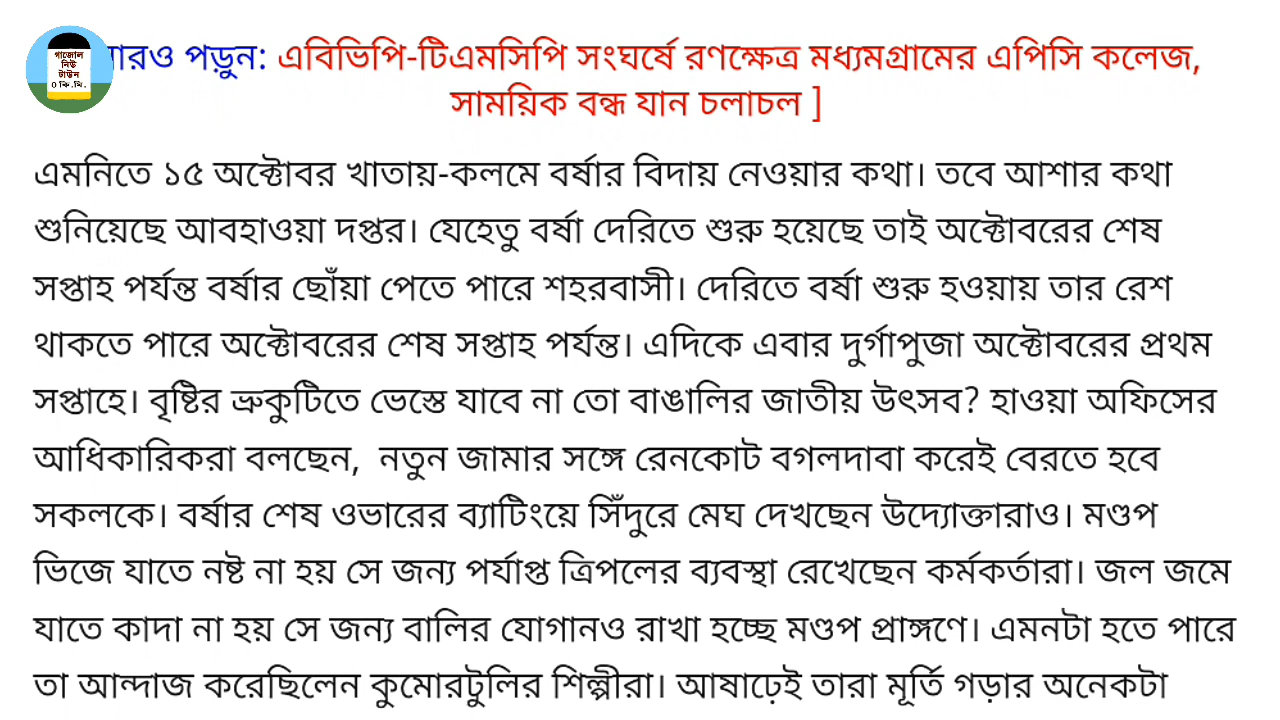 গাজোল
নিউ
টাউন
০ কি.মি.
আরও পড়ুন: এবিভিপি-টিএমসিপি সংঘর্ষে রণক্ষেত্র মধ্যমগ্রামের এপিসি কলেজ,
সাময়িক বন্ধ যান চলাচল ]
এমনিতে ১৫ অক্টোবর খাতায়-কলমে বর্ষার বিদায় নেওয়ার কথা। তবে আশার কথা
শুনিয়েছে আবহাওয়া দপ্তর। যেহেতু বর্ষা দেরিতে শুরু হয়েছে তাই অক্টোবরের শেষ
সপ্তাহ পর্যন্ত বর্ষার ছোঁয়া পেতে পারে শহরবাসী। দেরিতে বর্ষা শুরু হওয়ায় তার রেশ
থাকতে পারে অক্টোবরের শেষ সপ্তাহ পর্যন্ত। এদিকে এবার দুর্গাপুজা অক্টোবরের প্রথম
সপ্তাহে। বৃষ্টির ভ্রুকুটিতে ভেস্তে যাবে না তো বাঙালির জাতীয় উৎসব? হাওয়া অফিসের
আধিকারিকরা বলছেন, নতুন জামার সঙ্গে রেনকোট বগলদাবা করেই বেরতে হবে
সকলকে। বর্ষার শেষ ওভারের ব্যাটিংয়ে সিঁদুরে মেঘ দেখছেন উদ্যোক্তারাও। মণ্ডপ
ভিজে যাতে নষ্ট না হয় সে জন্য পর্যাপ্ত ত্রিপলের ব্যবস্থা রেখেছেন কর্মকর্তারা। জল জমে
যাতে কাদা না হয় সে জন্য বালির যোগানও রাখা হচ্ছে মণ্ডপ প্রাঙ্গণে। এমনটা হতে পারে
তা আন্দাজ করেছিলেন কুমোরটুলির শিল্পীরা। আষাঢ়েই তারা মূর্তি গড়ার অনেকটা